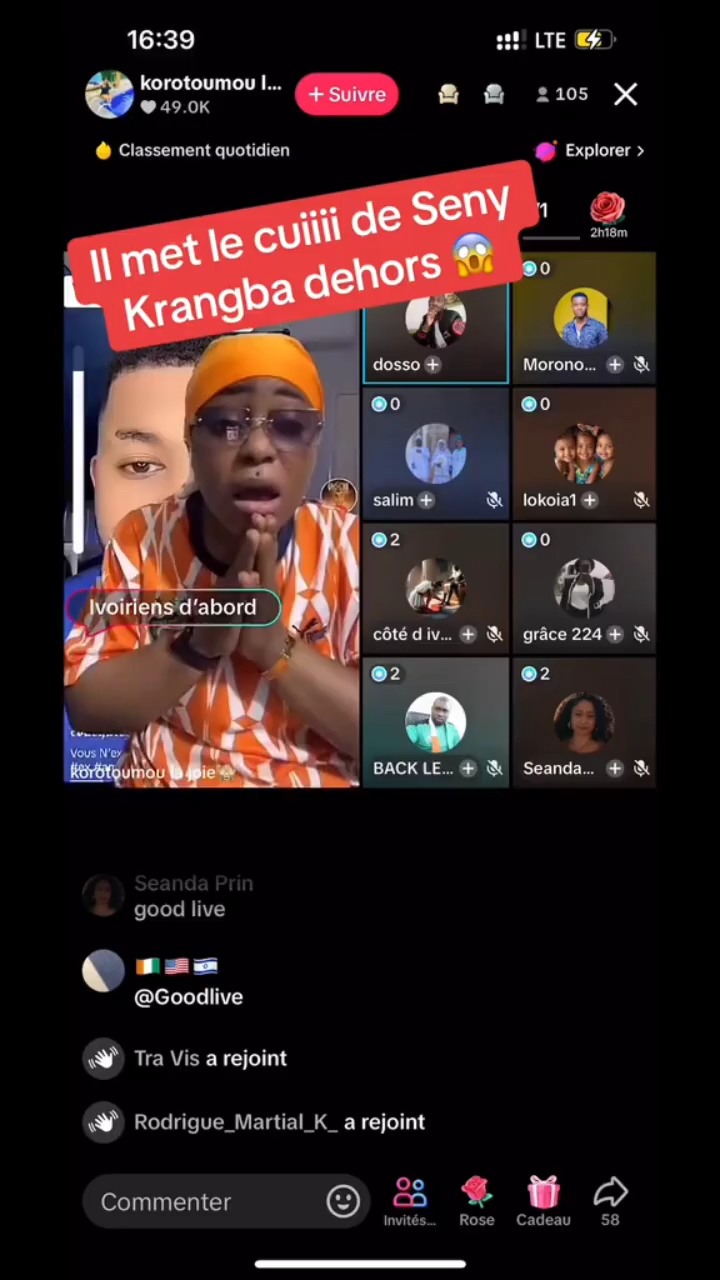 16:39
LTE
korotoumou l...
49.0K
+ Suivre
105
Classement quotidien
Explorer >
Il met le cuiiii de Seny
Krangba dehors 😱
2h18m
dosso
0
Morono...
0
salim
0
lokoia1
2
côté d iv...
0
grâce 224
2
BACK LE...
2
Seanda...
Ivoiriens d'abord
Vous N'ex
korotoumou la joie
Seanda Prin
good live
🇨🇮 🇺🇸 🇮🇱
@Goodlive
Tra Vis a rejoint
Rodrigue_Martial_K_ a rejoint
Commenter
Invités...
Rose
Cadeau
58